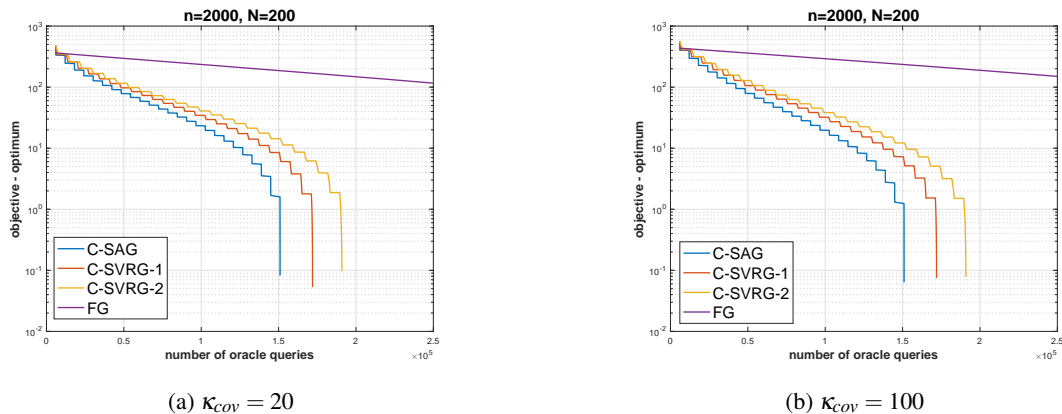 n=2000, N=200
objective - optimum
10^3
10^2
10^1
10^0
10^-1
10^-2
C-SAG
C-SVRG-1
C-SVRG-2
FG
0 0.5 1 1.5 2 2.5
×10^5
number of oracle queries
(a) κ_cov = 20
n=2000, N=200
objective - optimum
10^3
10^2
10^1
10^0
10^-1
10^-2
C-SAG
C-SVRG-1
C-SVRG-2
FG
0 0.5 1 1.5 2 2.5
×10^5
number of oracle queries
(b) κ_cov = 100